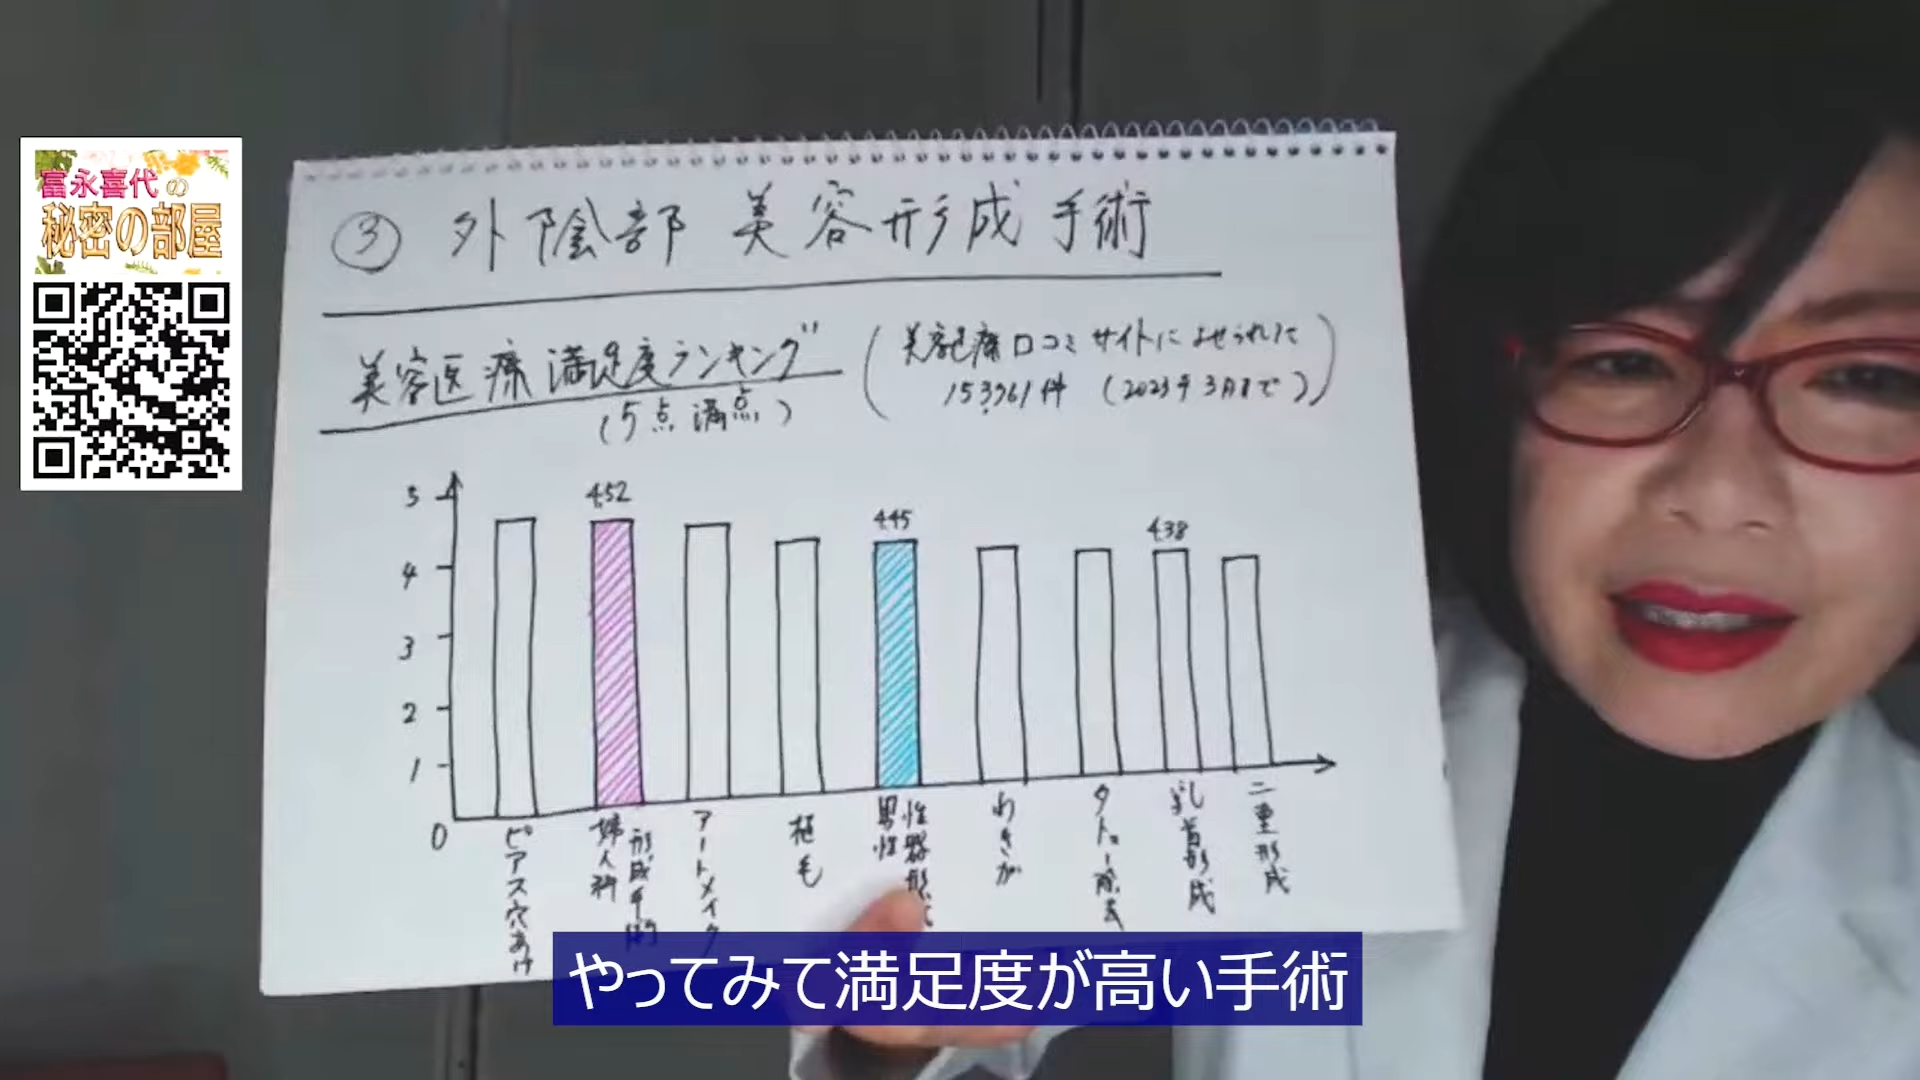 富永喜代の
秘密の部屋
③ 外陰部 美容形成手術
美容医療 満足度ランキング
(5点満点)
(美容医療口コミサイトによせられた
153961件 (2023年3月まで))
5
4
3
2
1
0
4.52
4.45
4.38
ピアス穴あけ
婦人科
形成手術
アートメイク
植毛
男性
性器形成
わきが
タトゥー除去
乳首形成
二重形成
やってみて満足度が高い手術